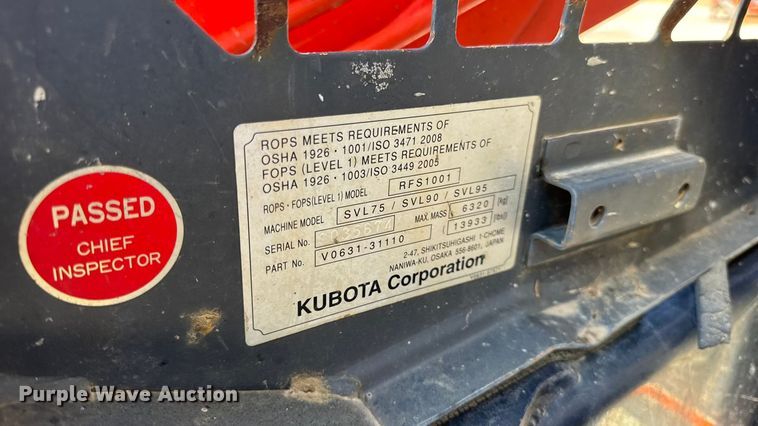 ROPS MEETS REQUIREMENTS OF
OSHA 1926・1001/ISO 3471 2008
FOPS (LEVEL 1) MEETS REQUIREMENTS OF
OSHA 1926・1003/ISO 3449 2005
ROPS・FOPS(LEVEL 1) MODEL RFS1001
MACHINE MODEL SVL75 / SVL90 / SVL95
SERIAL No. MAX. MASS 6320 [kg]
13933 [lbs]
PART No. V0631-31110
2-47, SHIKITSUHIGASHI 1-CHOME
NANIWA-KU, OSAKA 556-8601, JAPAN
KUBOTA Corporation
PASSED
CHIEF
INSPECTOR
Purple Wave Auction
purplewave.com